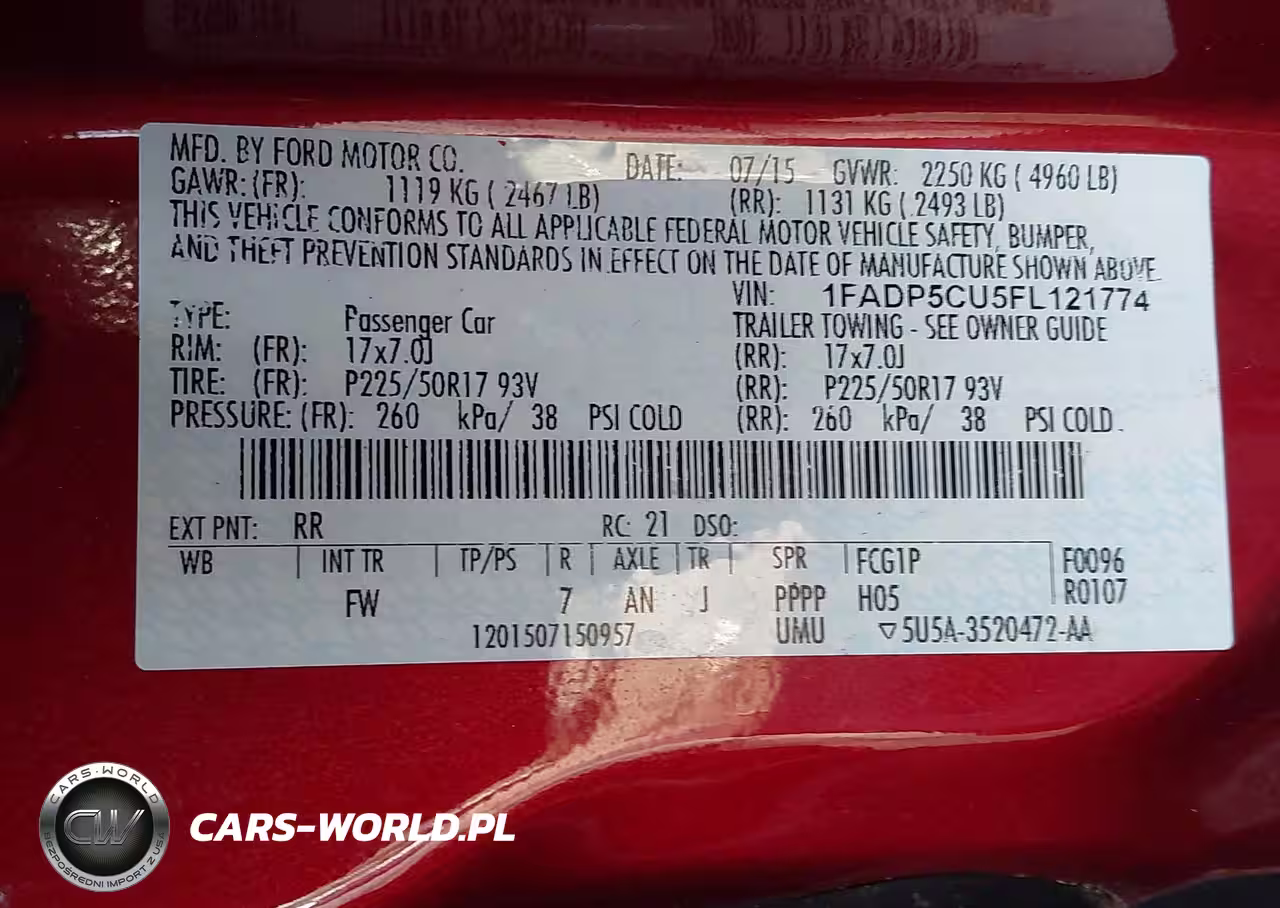 MFD. BY FORD MOTOR CO. DATE: 07/15 GVWR: 2250 KG ( 4960 LB)
GAWR: (FR): 1119 KG ( 2467 LB) (RR): 1131 KG ( 2493 LB)
THIS VEHICLE CONFORMS TO ALL APPLICABLE FEDERAL MOTOR VEHICLE SAFETY, BUMPER,
AND THEFT PREVENTION STANDARDS IN EFFECT ON THE DATE OF MANUFACTURE SHOWN ABOVE.
VIN: 1FADP5CU5FL121774
TYPE: Passenger Car TRAILER TOWING - SEE OWNER GUIDE
RIM: (FR): 17x7.0J (RR): 17x7.0J
TIRE: (FR): P225/50R17 93V (RR): P225/50R17 93V
PRESSURE: (FR): 260 kPa/ 38 PSI COLD (RR): 260 kPa/ 38 PSI COLD
EXT PNT: RR RC: 21 DSO:
WB INT TR TP/PS R AXLE TR SPR FCG1P F0096
FW 7 AN J PPPP H05 R0107
1201507150957 UMU ▽5U5A-3520472-AA
CARS-WORLD
CW
BEZPOŚREDNI IMPORT Z USA
CARS-WORLD.PL